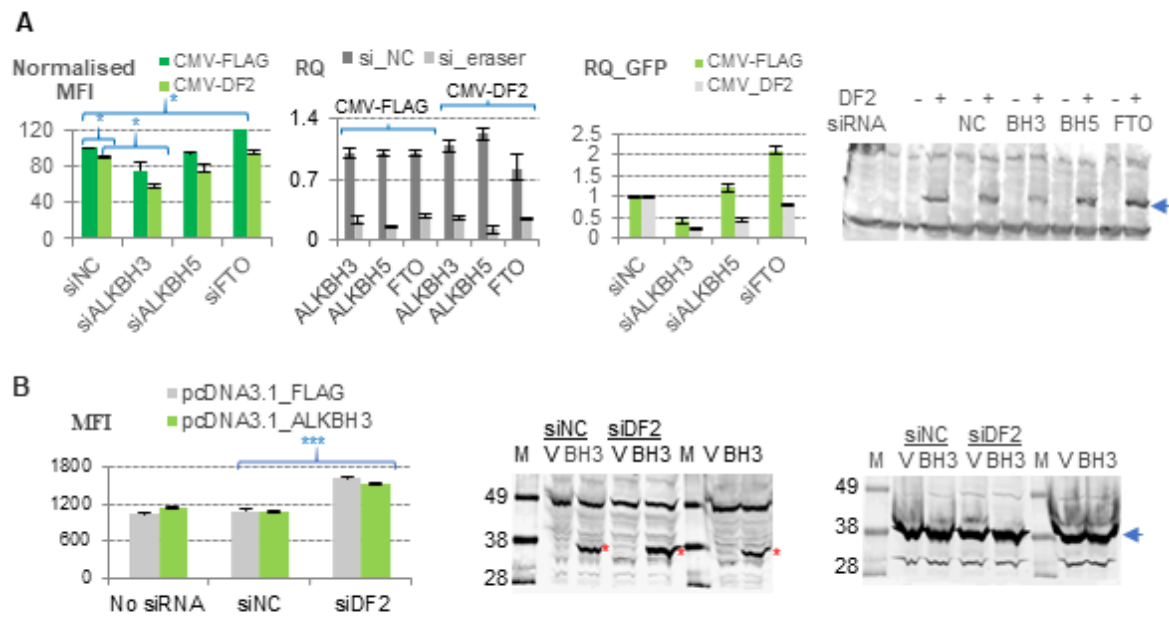 A
Normalised
MFI
CMV-FLAG
CMV-DF2
*
*
*
120
80
40
0
siNC
siALKBH3
siALKBH5
siFTO
RQ
si_NC
si_eraser
CMV-FLAG
CMV-DF2
1.4
0.7
0
ALKBH3
ALKBH5
FTO
ALKBH3
ALKBH5
FTO
RQ_GFP
CMV-FLAG
CMV_DF2
2.5
2
1.5
1
0.5
0
siNC
siALKBH3
siALKBH5
siFTO
DF2 - + - + - + - + - +
siRNA NC BH3 BH5 FTO
B
MFI
pcDNA3.1_FLAG
pcDNA3.1_ALKBH3
***
1800
1200
600
0
No siRNA siNC siDF2
siNC siDF2
M V BH3 V BH3 M V BH3
49
38
28
* * *
siNC siDF2
M V BH3 V BH3 M V BH3
49
38
28